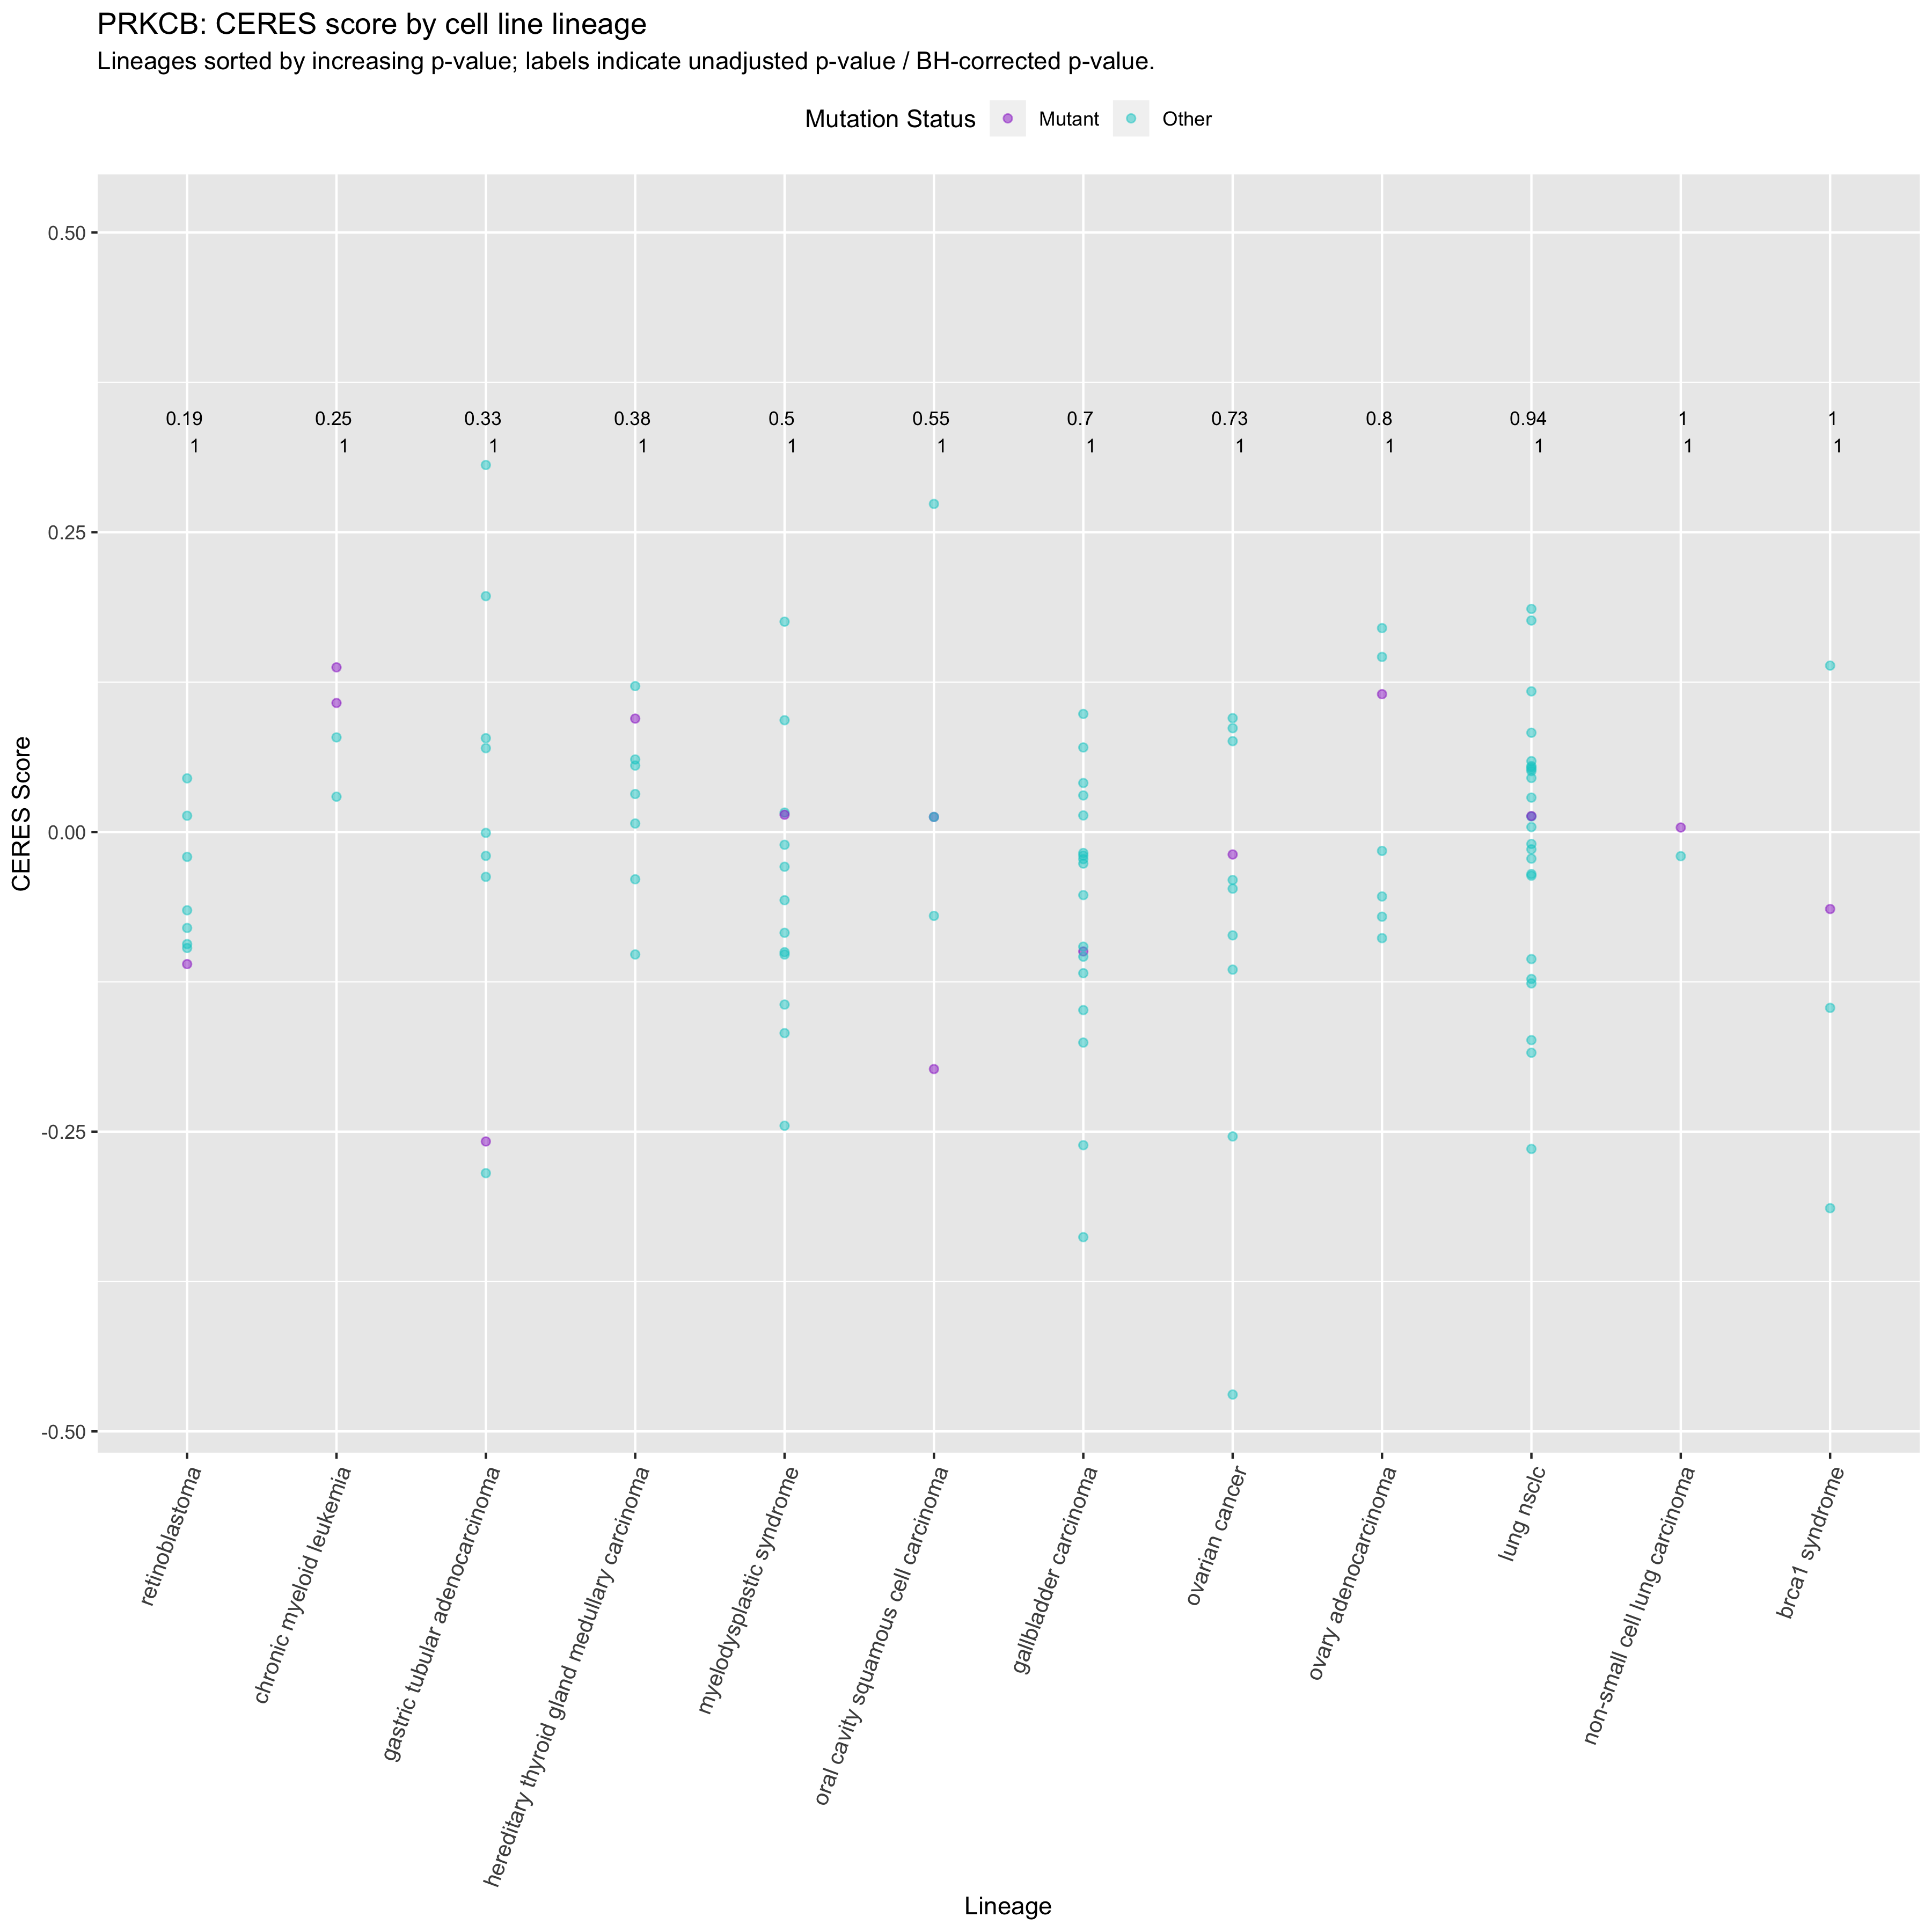 PRKCB: CERES score by cell line lineage
Lineages sorted by increasing p-value; labels indicate unadjusted p-value / BH-corrected p-value.
Mutation Status Mutant Other
0.50
0.19 0.25 0.33 0.38 0.5 0.55 0.7 0.73 0.8 0.94 1 1
1 1 1 1 1 1 1 1 1 1 1 1
0.25
CERES Score
0.00
-0.25
-0.50
retinoblastoma
chronic myeloid leukemia
gastric tubular adenocarcinoma
hereditary thyroid gland medullary carcinoma
myelodysplastic syndrome
oral cavity squamous cell carcinoma
gallbladder carcinoma
ovarian cancer
ovary adenocarcinoma
lung nsclc
non-small cell lung carcinoma
brca1 syndrome
Lineage